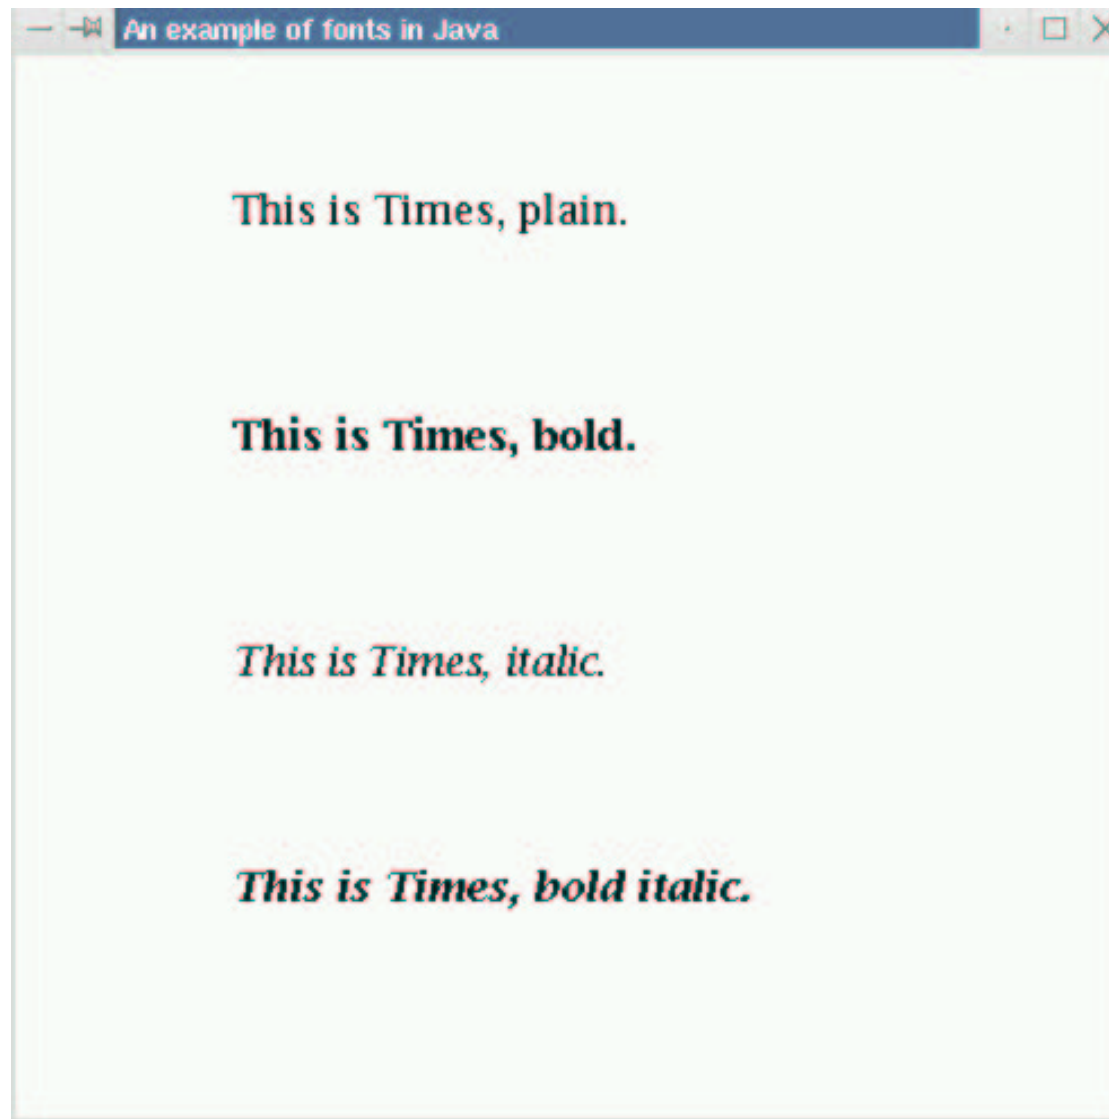 An example of fonts in Java
This is Times, plain.
This is Times, bold.
This is Times, italic.
This is Times, bold italic.